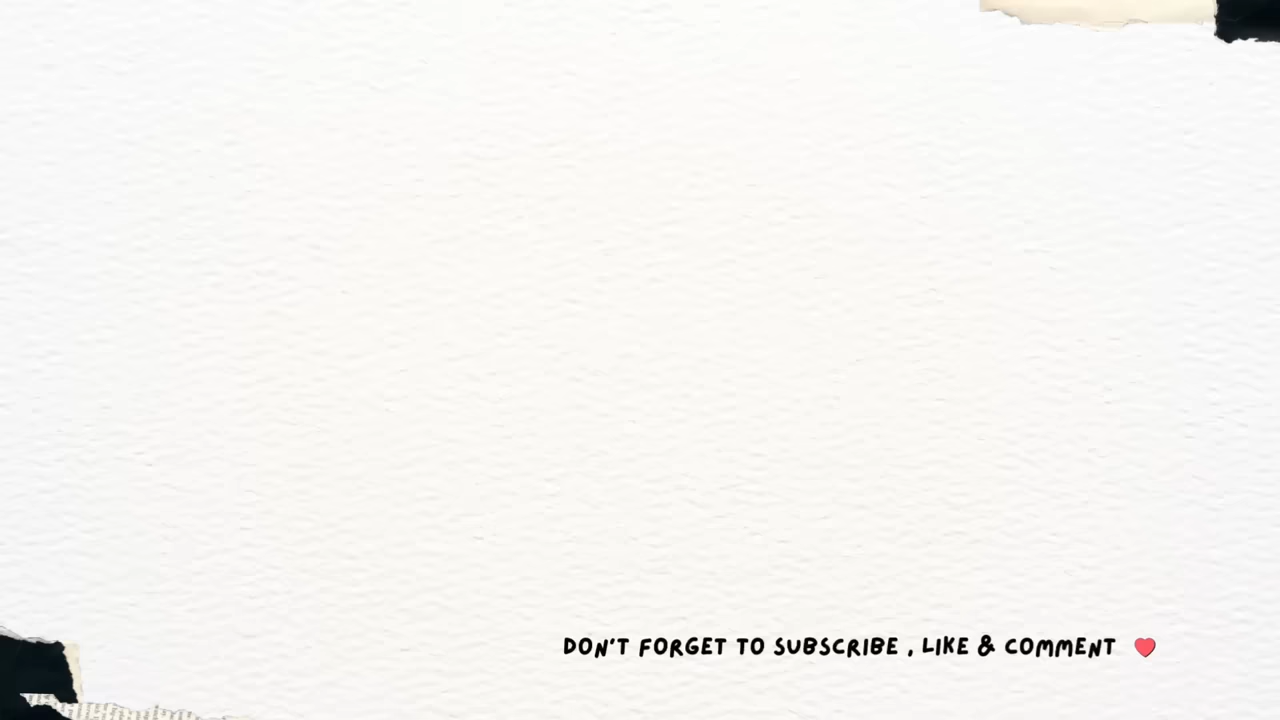 DON'T FORGET TO SUBSCRIBE , LIKE & COMMENT ❤️